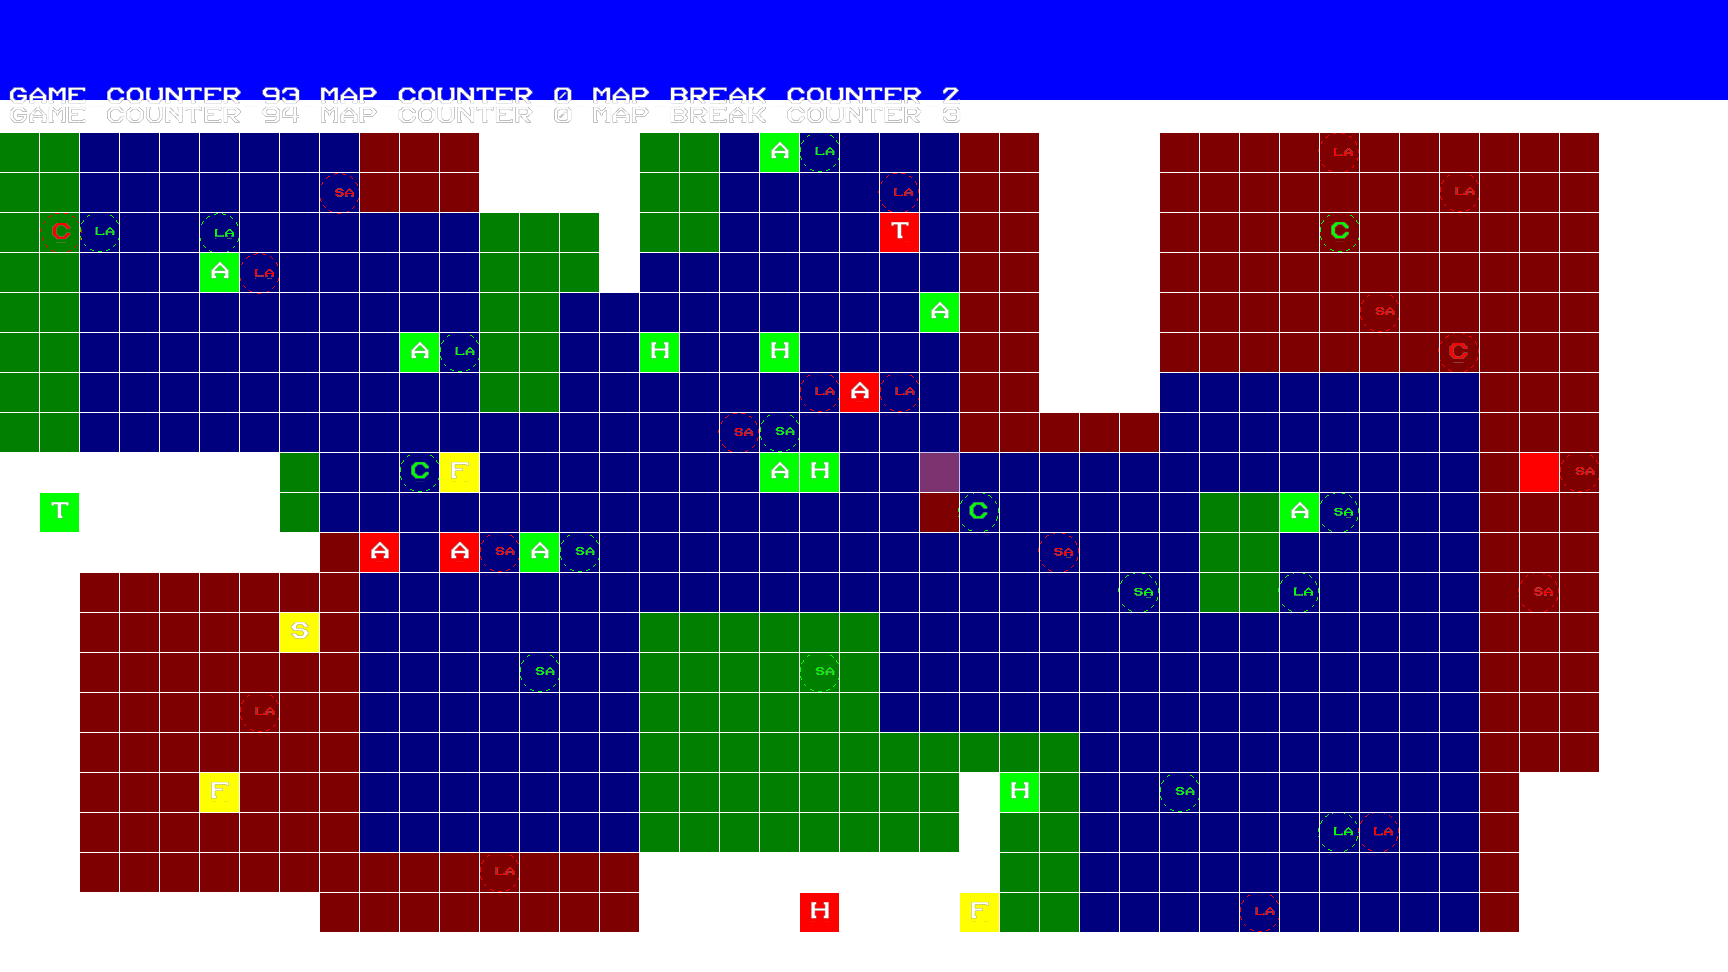 GAME COUNTER 93 MAP COUNTER 0 MAP BREAK COUNTER 2
GAME COUNTER 94 MAP COUNTER 0 MAP BREAK COUNTER 3
A LA LA
SA LA LA
C LA LA T C
A LA
A SA
A LA H H C
LA A LA
SA SA
C F A H SA
T C A SA
A A SA A SA SA
SA LA SA
S
SA SA
LA
F H SA
LA LA
LA
H F LA